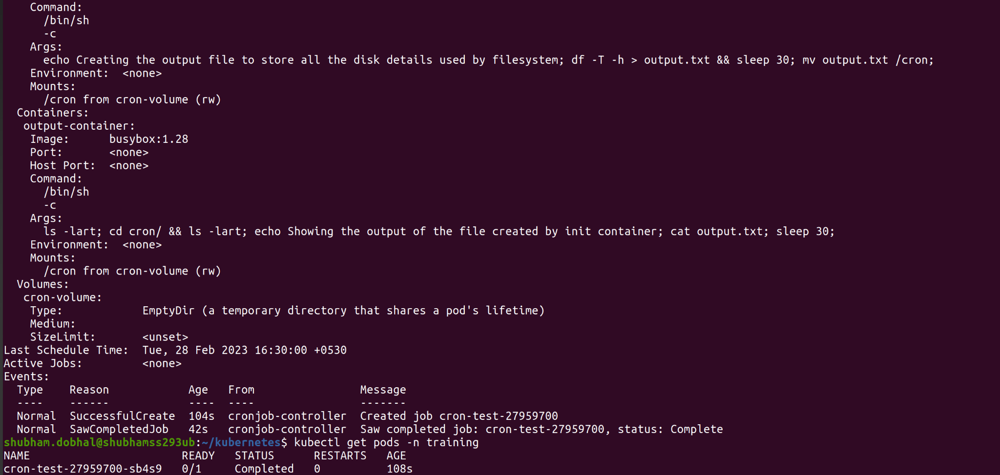 Command:
/bin/sh
-c
Args:
echo Creating the output file to store all the disk details used by filesystem; df -T -h > output.txt && sleep 30; mv output.txt /cron;
Environment:  <none>
Mounts:
/cron from cron-volume (rw)
Containers:
output-container:
Image:      busybox:1.28
Port:       <none>
Host Port:  <none>
Command:
/bin/sh
-c
Args:
ls -lart; cd cron/ && ls -lart; echo Showing the output of the file created by init container; cat output.txt; sleep 30;
Environment:  <none>
Mounts:
/cron from cron-volume (rw)
Volumes:
cron-volume:
Type:            EmptyDir (a temporary directory that shares a pod's lifetime)
Medium:
SizeLimit:       <unset>
Last Schedule Time:  Tue, 28 Feb 2023 16:30:00 +0530
Active Jobs:         <none>
Events:
Type    Reason            Age   From                Message
----    ------            ----  ----                -------
Normal  SuccessfulCreate  104s  cronjob-controller  Created job cron-test-27959700
Normal  SawCompletedJob   42s   cronjob-controller  Saw completed job: cron-test-27959700, status: Complete
shubham.dobhal@shubhamss293ub:~/kubernetes$ kubectl get pods -n training
NAME                       READY   STATUS      RESTARTS   AGE
cron-test-27959700-sb4s9   0/1     Completed   0          108s